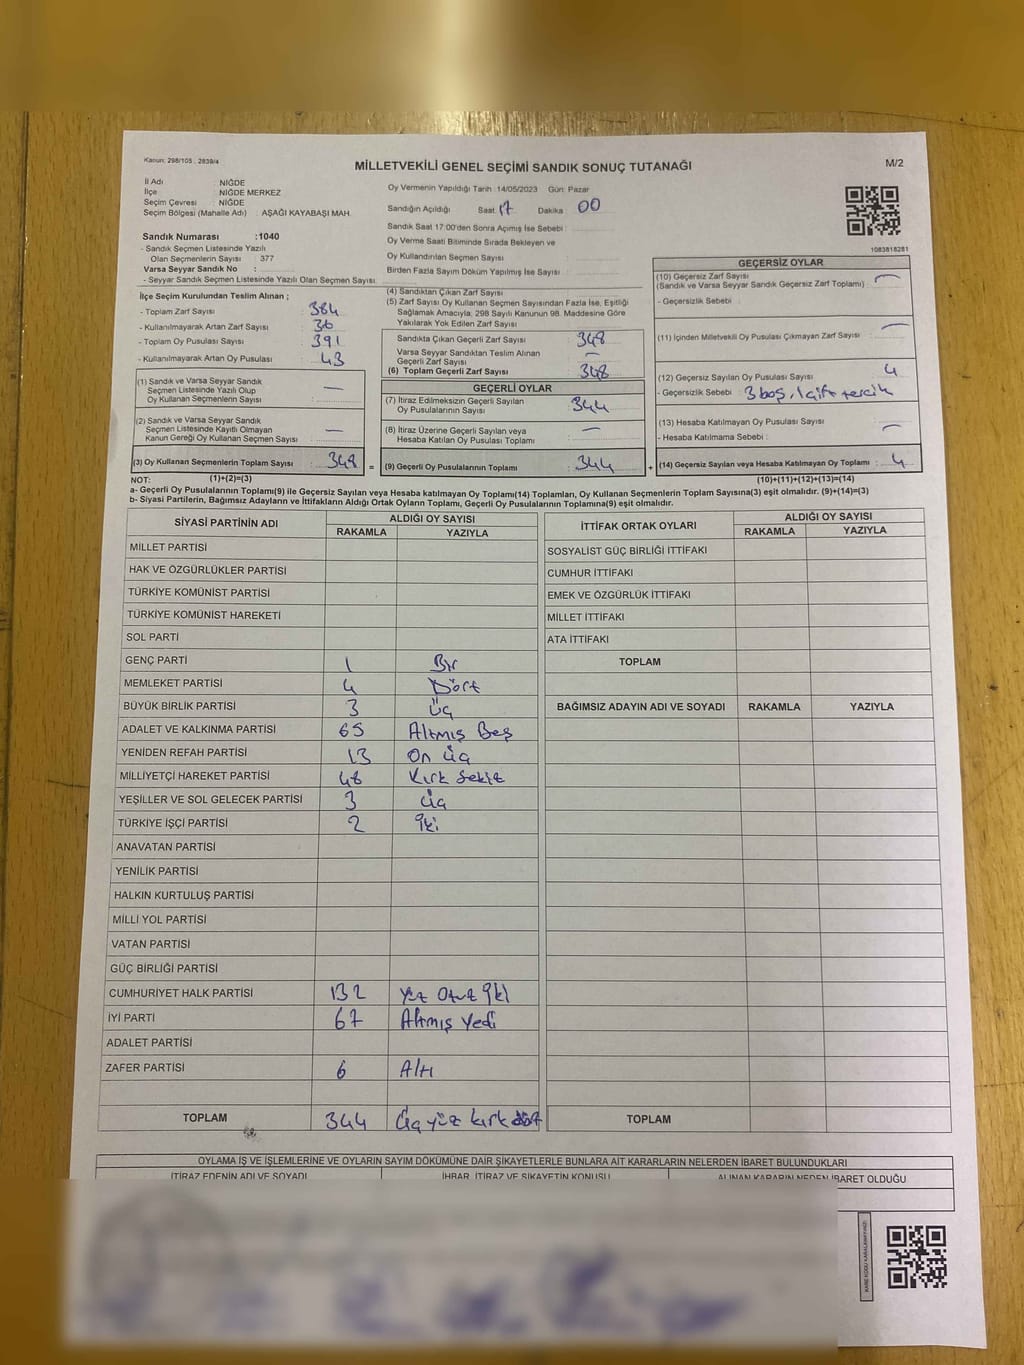 Kanun: 298/105 , 2839/4
MİLLETVEKİLİ GENEL SEÇİMİ SANDIK SONUÇ TUTANAĞI
M/2
İl Adı : NİĞDE
İlçe : NİĞDE MERKEZ
Seçim Çevresi : NİĞDE
Seçim Bölgesi (Mahalle Adı) : AŞAĞI KAYABAŞI MAH.
Sandık Numarası : 1040
- Sandık Seçmen Listesinde Yazılı
Olan Seçmenlerin Sayısı : 377
Varsa Seyyar Sandık No :
- Seyyar Sandık Seçmen Listesinde Yazılı Olan Seçmen Sayısı :
Oy Vermenin Yapıldığı Tarih : 14/05/2023 Gün: Pazar
Sandığın Açıldığı Saat 17 Dakika 00
Sandık Saat 17:00'den Sonra Açılmış İse Sebebi :
Oy Verme Saati Bitiminde Sırada Bekleyen ve
Oy Kullandırılan Seçmen Sayısı :
Birden Fazla Sayım Döküm Yapılmış İse Sayısı :
1083818281
İlçe Seçim Kurulundan Teslim Alınan ;
- Toplam Zarf Sayısı : 384
- Kullanılmayarak Artan Zarf Sayısı : 36
- Toplam Oy Pusulası Sayısı : 391
- Kullanılmayarak Artan Oy Pusulası : 43
(1) Sandık ve Varsa Seyyar Sandık
Seçmen Listesinde Yazılı Olup
Oy Kullanan Seçmenlerin Sayısı : —
(2) Sandık ve Varsa Seyyar Sandık
Seçmen Listesinde Kayıtlı Olmayan
Kanun Gereği Oy Kullanan Seçmen Sayısı : —
(3) Oy Kullanan Seçmenlerin Toplam Sayısı : 348
(4) Sandıktan Çıkan Zarf Sayısı :
(5) Zarf Sayısı Oy Kullanan Seçmen Sayısından Fazla İse, Eşitliği
Sağlamak Amacıyla, 298 Sayılı Kanunun 98. Maddesine Göre
Yakılarak Yok Edilen Zarf Sayısı :
Sandıkta Çıkan Geçerli Zarf Sayısı : 348
Varsa Seyyar Sandıktan Teslim Alınan
Geçerli Zarf Sayısı : —
(6) Toplam Geçerli Zarf Sayısı : 348
GEÇERLİ OYLAR
(7) İtiraz Edilmeksizin Geçerli Sayılan
Oy Pusulalarının Sayısı : 344
(8) İtiraz Üzerine Geçerli Sayılan veya
Hesaba Katılan Oy Pusulası Toplamı : —
= (9) Geçerli Oy Pusulalarının Toplamı : 344
GEÇERSİZ OYLAR
(10) Geçersiz Zarf Sayısı
(Sandık ve Varsa Seyyar Sandık Geçersiz Zarf Toplamı) : —
- Geçersizlik Sebebi :
(11) İçinden Milletvekili Oy Pusulası Çıkmayan Zarf Sayısı : —
(12) Geçersiz Sayılan Oy Pusulası Sayısı : 4
- Geçersizlik Sebebi : 3 boş, 1 çift tercih
(13) Hesaba Katılmayan Oy Pusulası Sayısı : —
- Hesaba Katılmama Sebebi :
+ (14) Geçersiz Sayılan veya Hesaba Katılmayan Oy Toplamı : 4
NOT: (1)+(2)=(3) (10)+(11)+(12)+(13)=(14)
a- Geçerli Oy Pusulalarının Toplamı(9) ile Geçersiz Sayılan veya Hesaba katılmayan Oy Toplamı(14) Toplamları, Oy Kullanan Seçmenlerin Toplam Sayısına(3) eşit olmalıdır. (9)+(14)=(3)
b- Siyasi Partilerin, Bağımsız Adayların ve İttifakların Aldığı Ortak Oyların Toplamı, Geçerli Oy Pusulalarının Toplamına(9) eşit olmalıdır.
SİYASİ PARTİNİN ADI ALDIĞI OY SAYISI
RAKAMLA YAZIYLA
MİLLET PARTİSİ
HAK VE ÖZGÜRLÜKLER PARTİSİ
TÜRKİYE KOMÜNİST PARTİSİ
TÜRKİYE KOMÜNİST HAREKETİ
SOL PARTİ
GENÇ PARTİ 1 Bir
MEMLEKET PARTİSİ 4 Dört
BÜYÜK BİRLİK PARTİSİ 3 Üç
ADALET VE KALKINMA PARTİSİ 65 Altmış Beş
YENİDEN REFAH PARTİSİ 13 On üç
MİLLİYETÇİ HAREKET PARTİSİ 48 Kırk Sekiz
YEŞİLLER VE SOL GELECEK PARTİSİ 3 Üç
TÜRKİYE İŞÇİ PARTİSİ 2 İki
ANAVATAN PARTİSİ
YENİLİK PARTİSİ
HALKIN KURTULUŞ PARTİSİ
MİLLİ YOL PARTİSİ
VATAN PARTİSİ
GÜÇ BİRLİĞİ PARTİSİ
CUMHURİYET HALK PARTİSİ 132 Yüz Otuz İki
İYİ PARTİ 67 Altmış Yedi
ADALET PARTİSİ
ZAFER PARTİSİ 6 Altı
TOPLAM 344 Üçyüz kırk dört
İTTİFAK ORTAK OYLARI ALDIĞI OY SAYISI
RAKAMLA YAZIYLA
SOSYALİST GÜÇ BİRLİĞİ İTTİFAKI
CUMHUR İTTİFAKI
EMEK VE ÖZGÜRLÜK İTTİFAKI
MİLLET İTTİFAKI
ATA İTTİFAKI
TOPLAM
BAĞIMSIZ ADAYIN ADI VE SOYADI RAKAMLA YAZIYLA
TOPLAM
OYLAMA İŞ VE İŞLEMLERİNE VE OYLARIN SAYIM DÖKÜMÜNE DAİR ŞİKAYETLERLE BUNLARA AİT KARARLARIN NELERDEN İBARET BULUNDUKLARI
İTİRAZ EDENİN ADI VE SOYADI İHBAR, İTİRAZ VE ŞİKAYETİN KONUSU ALINAN KARARIN NEDEN İBARET OLDUĞU